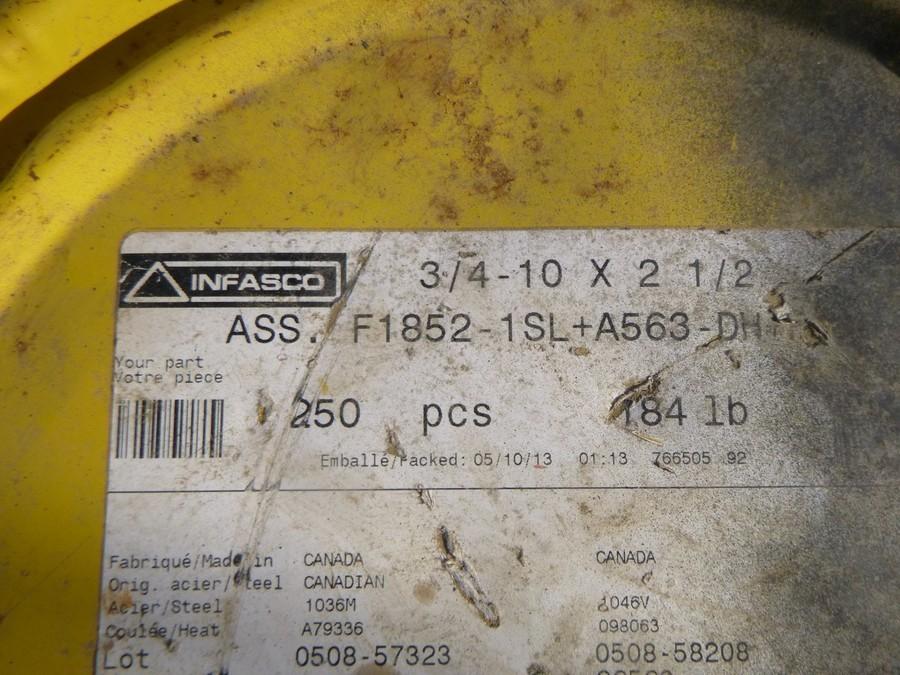 INFASCO
3/4-10 X 2 1/2
ASS. F1852-1SL+A563-DH
Your part
Votre pièce
250 pcs 184 lb
Emballé/Packed: 05/10/13 01:13 766505 92
Fabriqué/Made in CANADA CANADA
Orig. acier/Steel CANADIAN
Acier/Steel 1036M 1046V
Coulée/Heat A79336 098063
Lot 0508-57323 0508-58208